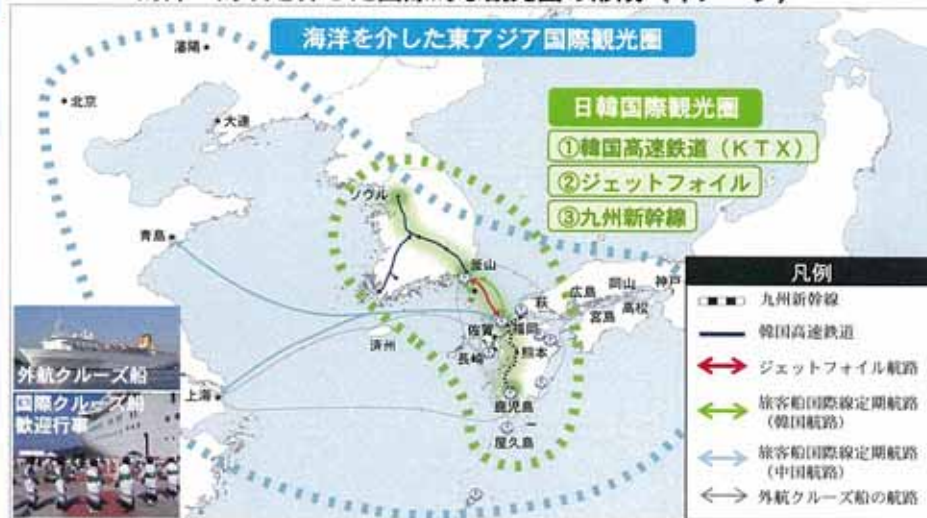 海洋を介した東アジア国際観光圏
瀋陽
北京
大連
日韓国際観光圏
①韓国高速鉄道（ＫＴＸ）
②ジェットフォイル
③九州新幹線
ソウル
青島
釜山
萩
広島
岡山
神戸
宮島
高松
佐賀
福岡
済州
長崎
熊本
上海
鹿児島
屋久島
外航クルーズ船
国際クルーズ船
歓迎行事
凡例
九州新幹線
韓国高速鉄道
ジェットフォイル航路
旅客船国際線定期航路
（韓国航路）
旅客船国際線定期航路
（中国航路）
外航クルーズ船の航路